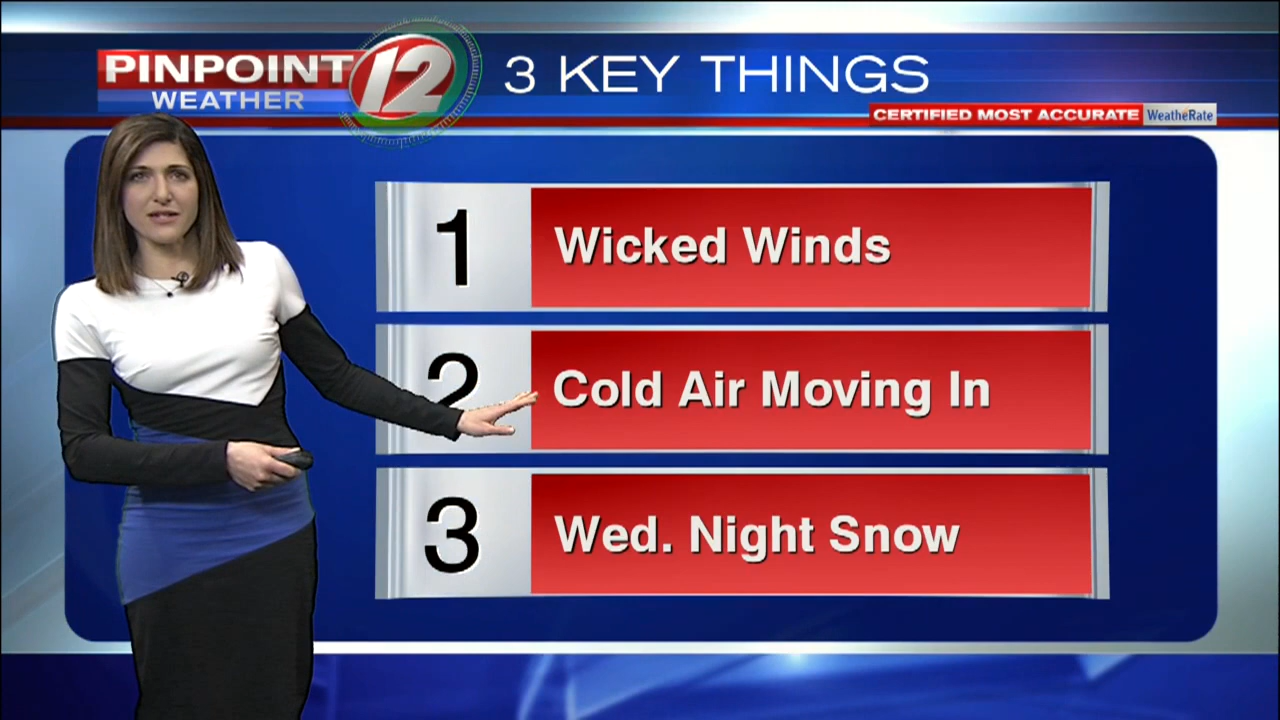 PINPOINT 12
WEATHER
3 KEY THINGS
CERTIFIED MOST ACCURATE WeatheRate
1 Wicked Winds
2 Cold Air Moving In
3 Wed. Night Snow